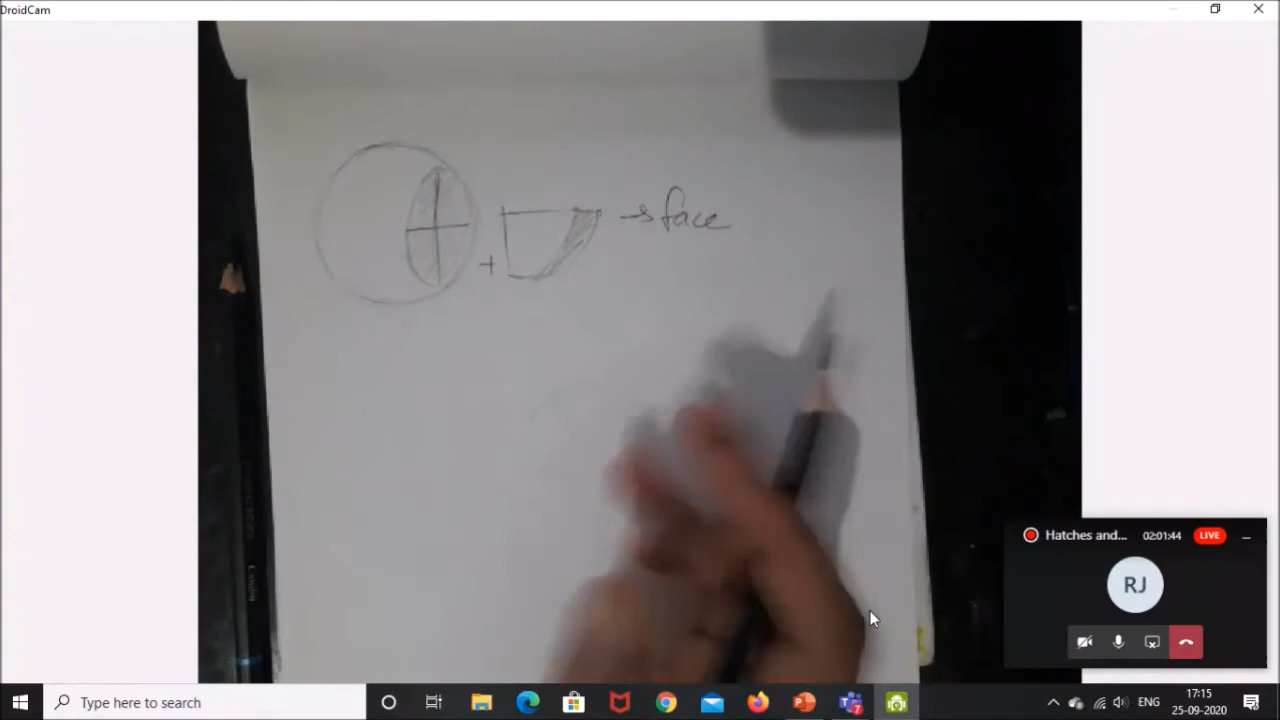 DroidCam
+ → face
Hatches and... 02:01:44 LIVE
RJ
Type here to search
7
ENG
17:15
25-09-2020